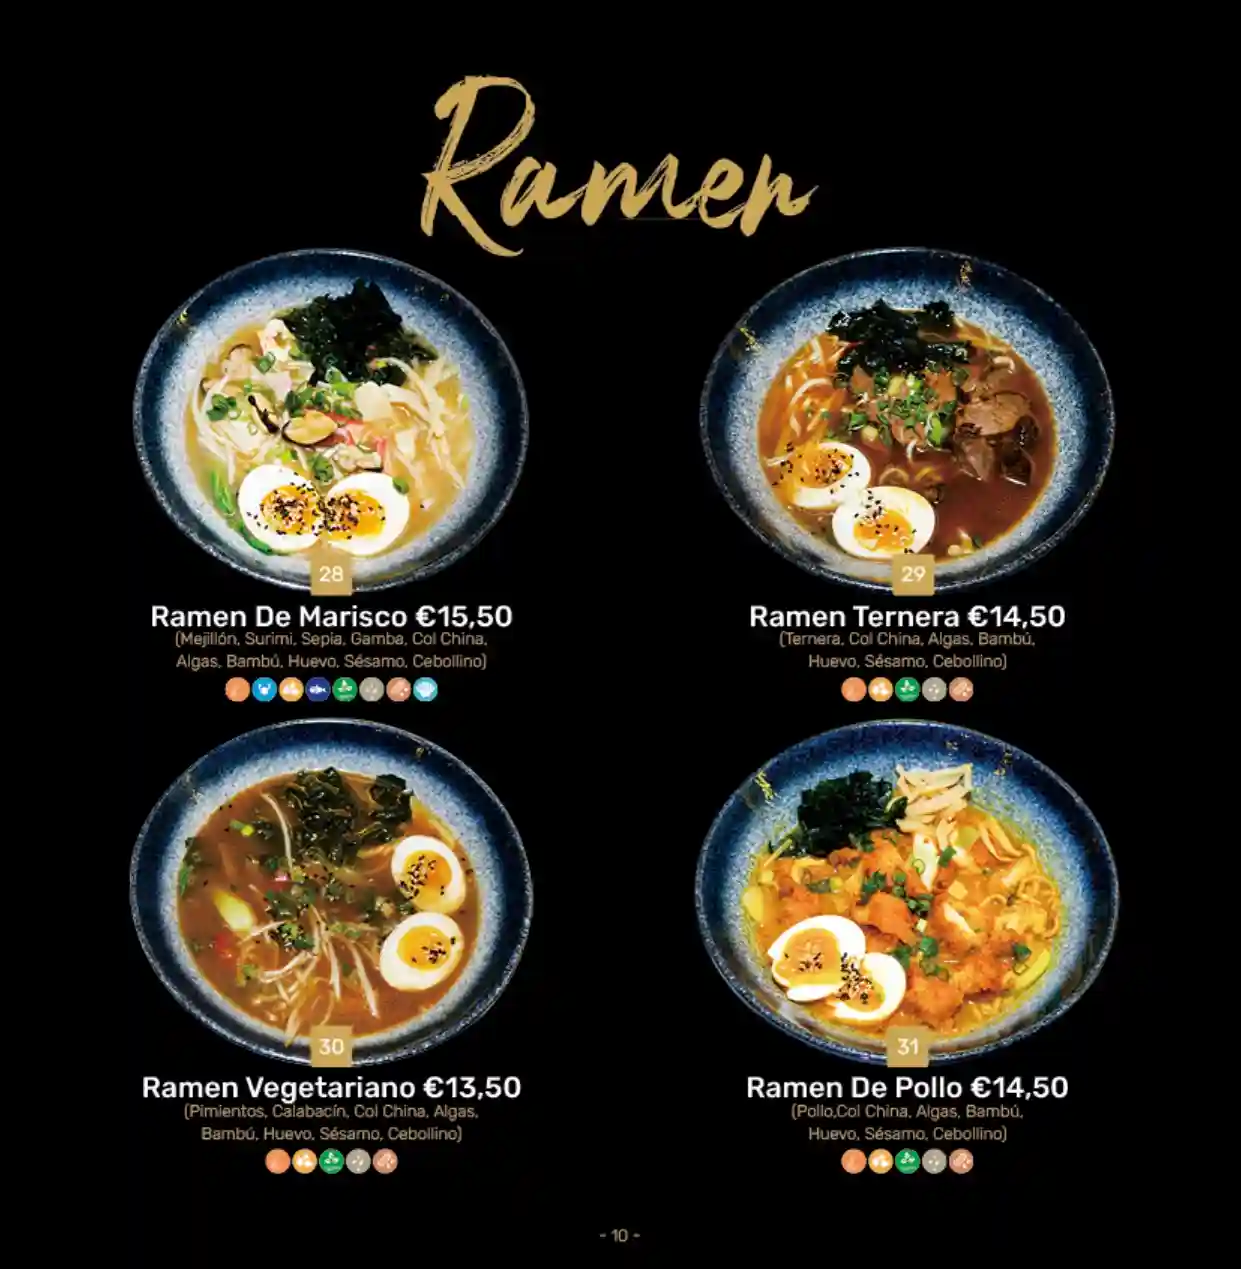 Ramen
28
Ramen De Marisco €15,50
(Mejillón, Surimi, Sepia, Gamba, Col China,
Algas, Bambú, Huevo, Sésamo, Cebollino)
29
Ramen Ternera €14,50
(Ternera, Col China, Algas, Bambú,
Huevo, Sésamo, Cebollino)
30
Ramen Vegetariano €13,50
(Pimientos, Calabacín, Col China, Algas,
Bambú, Huevo, Sésamo, Cebollino)
31
Ramen De Pollo €14,50
(Pollo,Col China, Algas, Bambú,
Huevo, Sésamo, Cebollino)
- 10 -